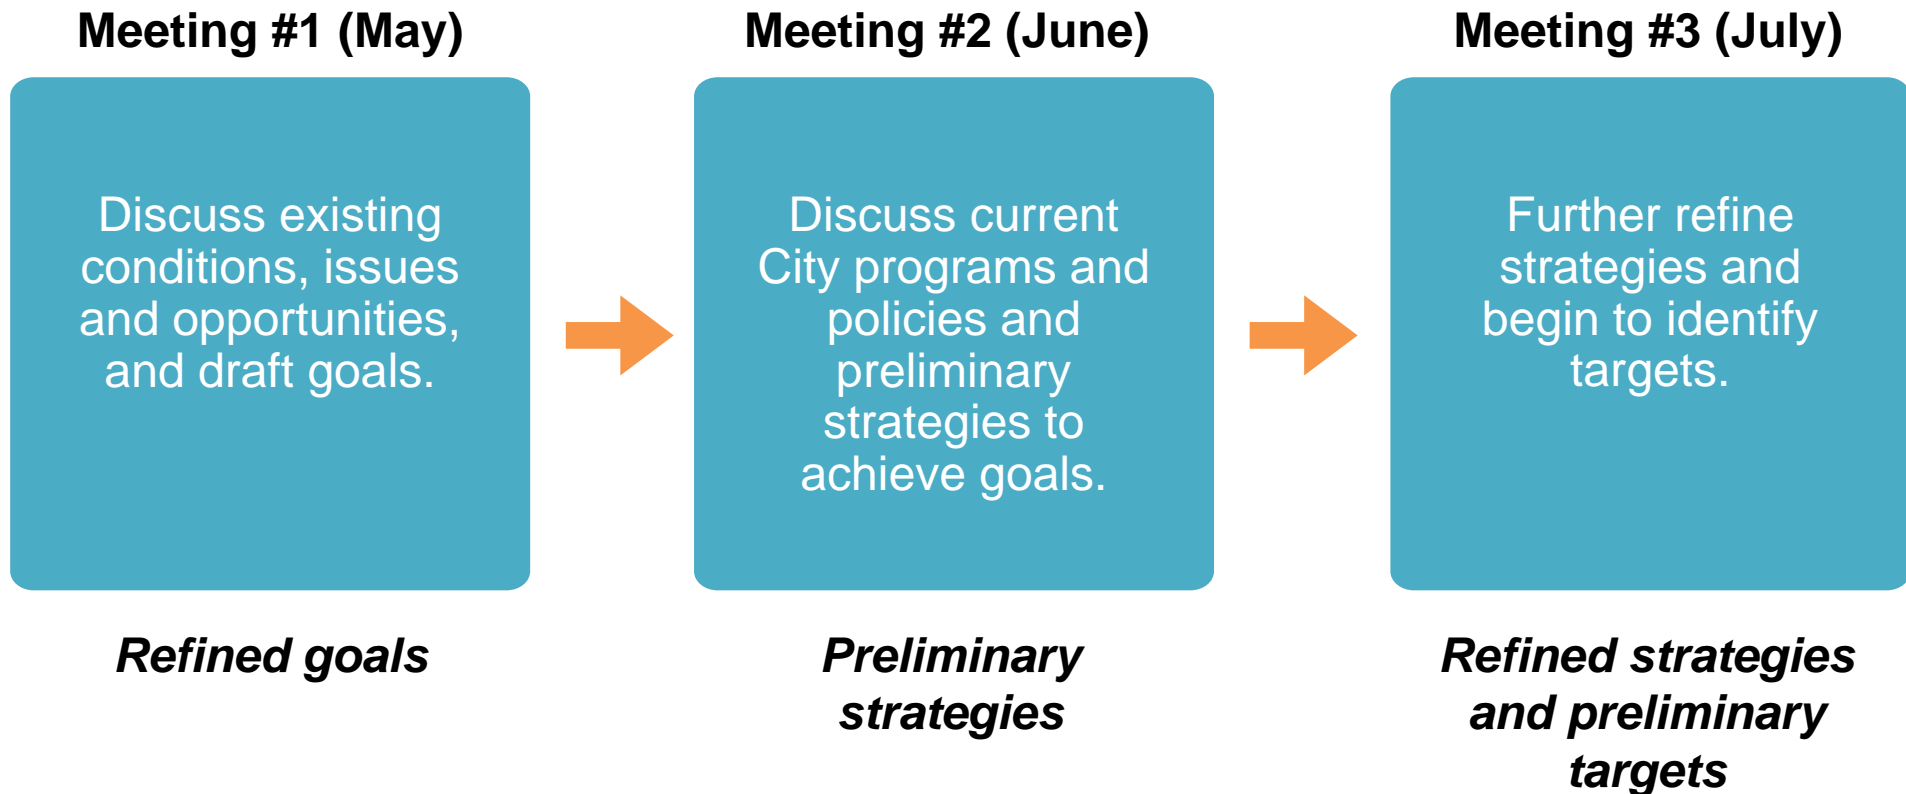 Meeting #1 (May)
Discuss existing
conditions, issues
and opportunities,
and draft goals.
Refined goals
Meeting #2 (June)
Discuss current
City programs and
policies and
preliminary
strategies to
achieve goals.
Preliminary
strategies
Meeting #3 (July)
Further refine
strategies and
begin to identify
targets.
Refined strategies
and preliminary
targets